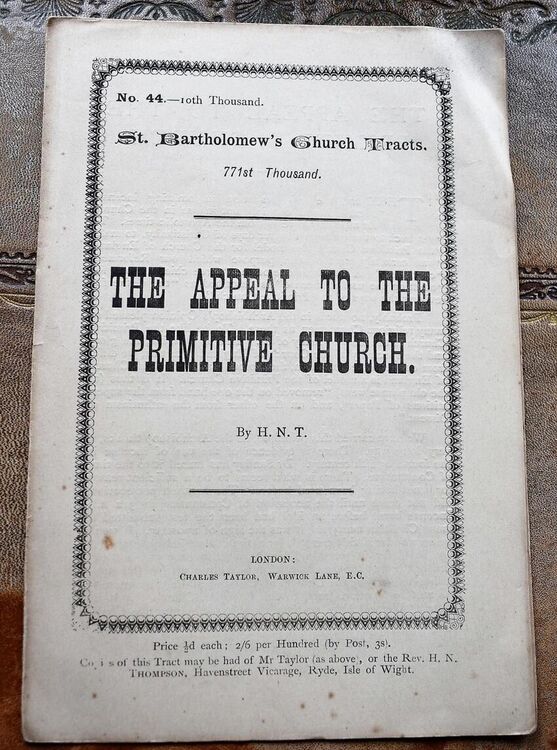 No. 44.—10th Thousand.
St. Bartholomew's Church Tracts.
771st Thousand.
THE APPEAL TO THE
PRIMITIVE CHURCH.
By H. N. T.
LONDON:
CHARLES TAYLOR, WARWICK LANE, E.C.
Price ½d each; 2/6 per Hundred (by Post, 3s).
of this Tract may be had of Mr Taylor (as above), or the Rev. H. N.
THOMPSON, Havenstreet Vicarage, Ryde, Isle of Wight.